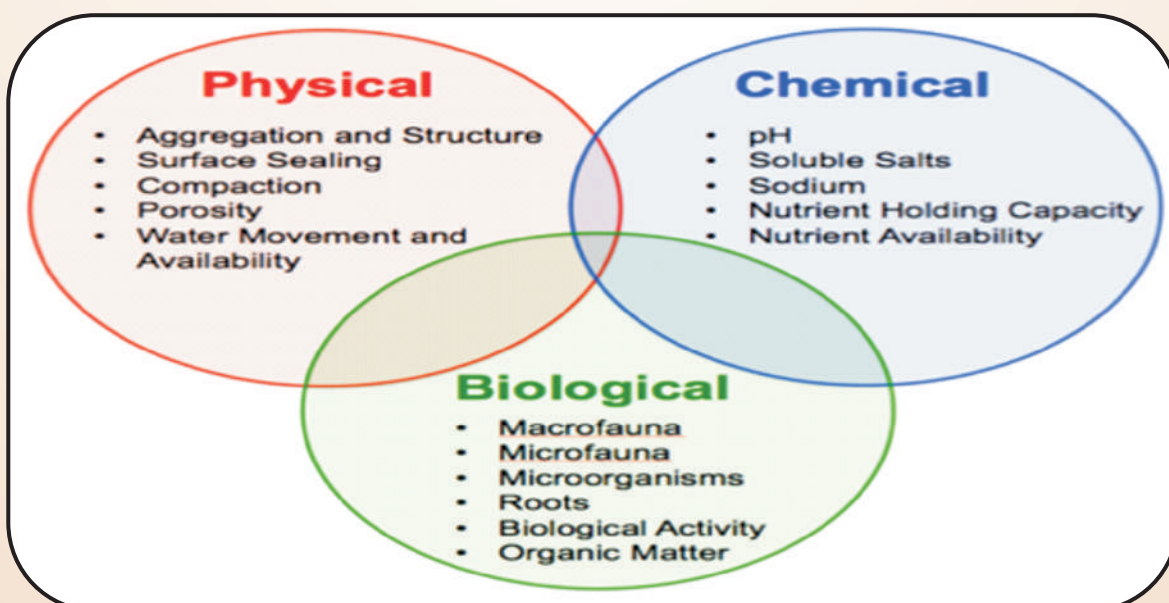 Physical
• Aggregation and Structure
• Surface Sealing
• Compaction
• Porosity
• Water Movement and
Availability
Chemical
• pH
• Soluble Salts
• Sodium
• Nutrient Holding Capacity
• Nutrient Availability
Biological
• Macrofauna
• Microfauna
• Microorganisms
• Roots
• Biological Activity
• Organic Matter